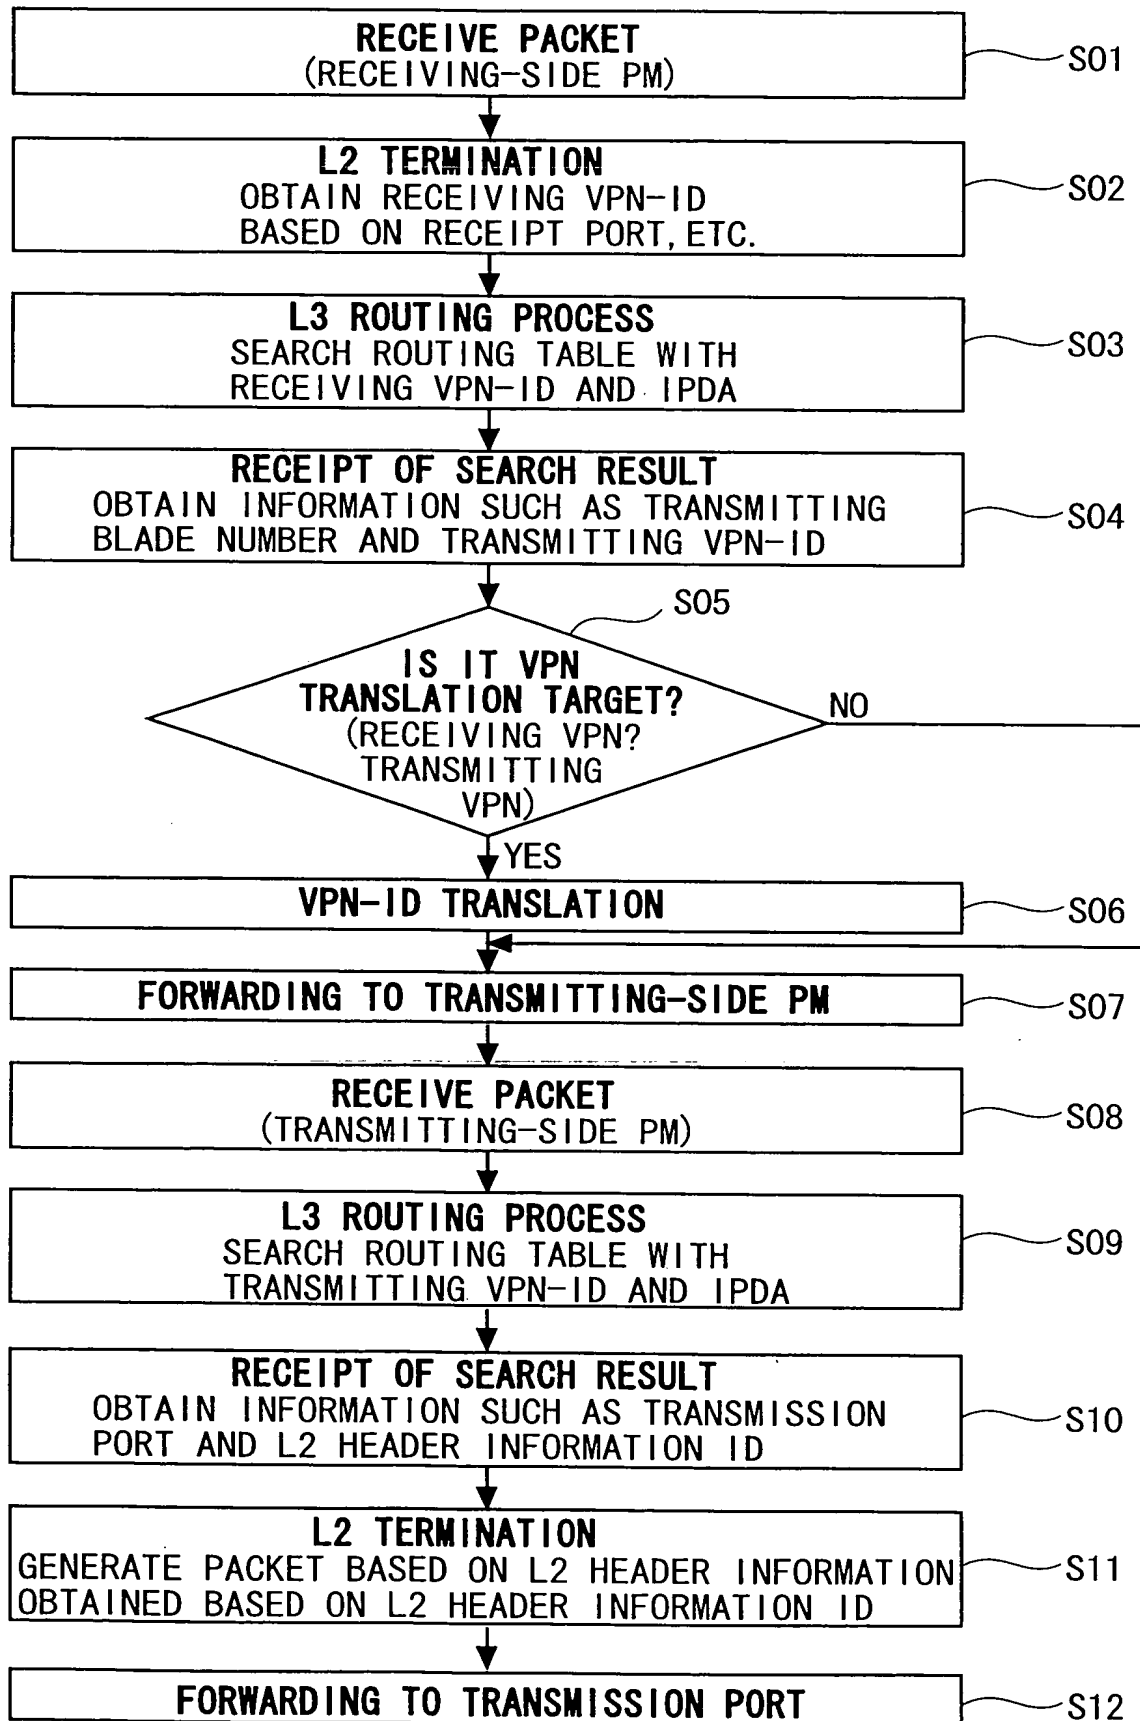 RECEIVE PACKET
(RECEIVING-SIDE PM)
S01
L2 TERMINATION
OBTAIN RECEIVING VPN-ID
BASED ON RECEIPT PORT, ETC.
S02
L3 ROUTING PROCESS
SEARCH ROUTING TABLE WITH
RECEIVING VPN-ID AND IPDA
S03
RECEIPT OF SEARCH RESULT
OBTAIN INFORMATION SUCH AS TRANSMITTING
BLADE NUMBER AND TRANSMITTING VPN-ID
S04
S05
IS IT VPN
TRANSLATION TARGET?
(RECEIVING VPN?
TRANSMITTING
VPN)
NO
YES
VPN-ID TRANSLATION
S06
FORWARDING TO TRANSMITTING-SIDE PM
S07
RECEIVE PACKET
(TRANSMITTING-SIDE PM)
S08
L3 ROUTING PROCESS
SEARCH ROUTING TABLE WITH
TRANSMITTING VPN-ID AND IPDA
S09
RECEIPT OF SEARCH RESULT
OBTAIN INFORMATION SUCH AS TRANSMISSION
PORT AND L2 HEADER INFORMATION ID
S10
L2 TERMINATION
GENERATE PACKET BASED ON L2 HEADER INFORMATION
OBTAINED BASED ON L2 HEADER INFORMATION ID
S11
FORWARDING TO TRANSMISSION PORT
S12